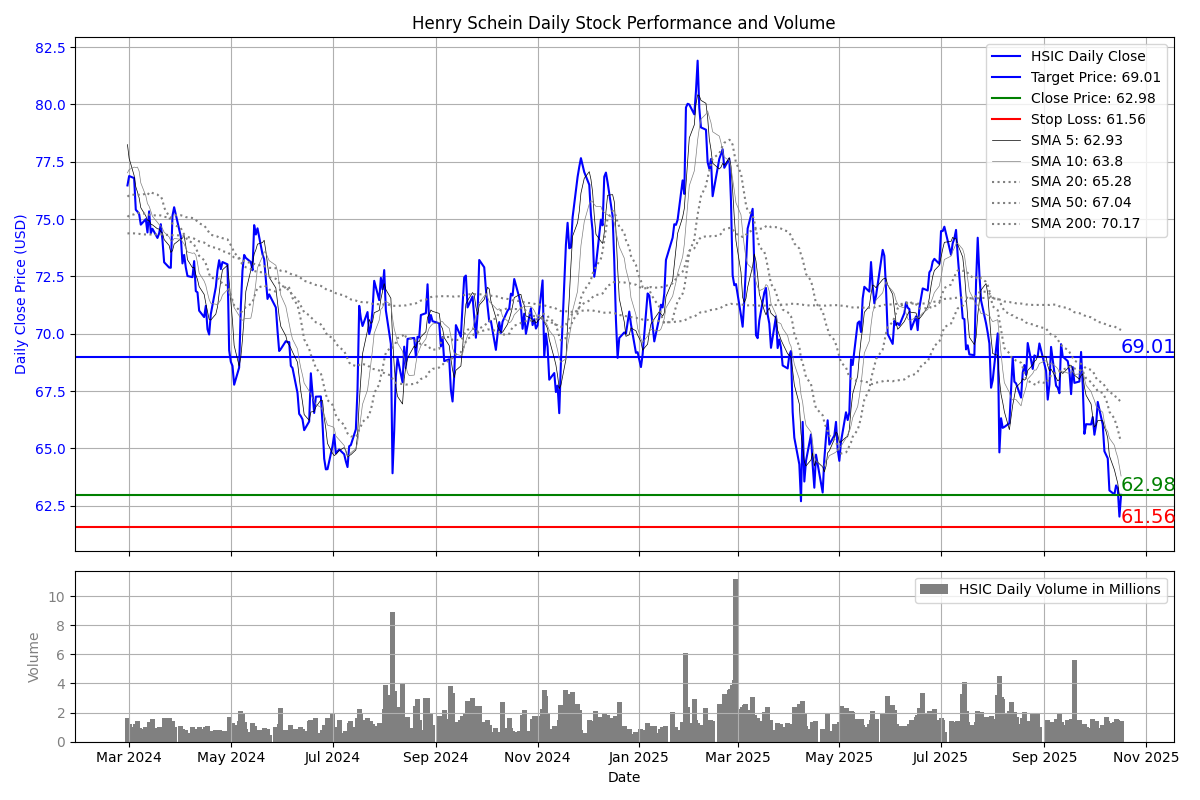 Henry Schein Daily Stock Performance and Volume
82.5
80.0
77.5
75.0
72.5
70.0
67.5
65.0
62.5
Daily Close Price (USD)
HSIC Daily Close
Target Price: 69.01
Close Price: 62.98
Stop Loss: 61.56
SMA 5: 62.93
SMA 10: 63.8
SMA 20: 65.28
SMA 50: 67.04
SMA 200: 70.17
69.01
62.98
61.56
10
8
6
4
2
0
Volume
HSIC Daily Volume in Millions
Mar 2024 May 2024 Jul 2024 Sep 2024 Nov 2024 Jan 2025 Mar 2025 May 2025 Jul 2025 Sep 2025 Nov 2025
Date